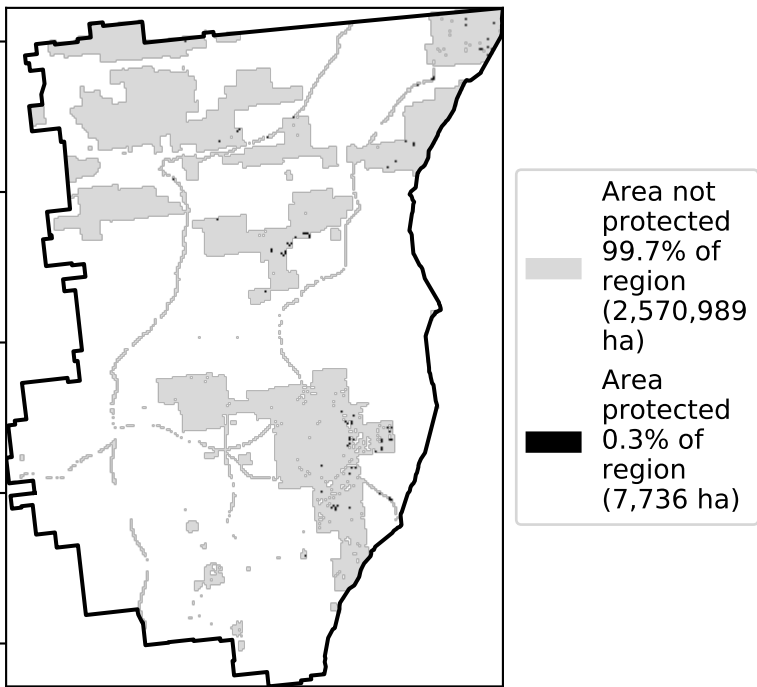 Area not
protected
99.7% of
region
(2,570,989
ha)
Area
protected
0.3% of
region
(7,736 ha)